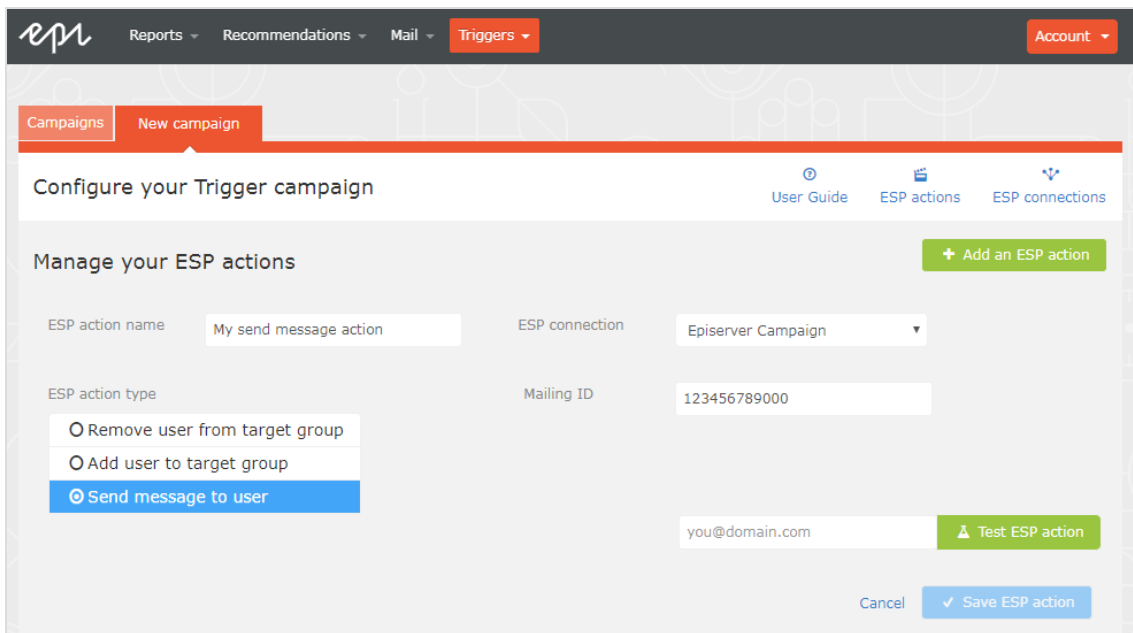 epi Reports Recommendations Mail Triggers Account
Campaigns New campaign
Configure your Trigger campaign
User Guide ESP actions ESP connections
Manage your ESP actions
Add an ESP action
ESP action name My send message action ESP connection Episerver Campaign
ESP action type Mailing ID 123456789000
Remove user from target group
Add user to target group
Send message to user
you@domain.com Test ESP action
Cancel Save ESP action